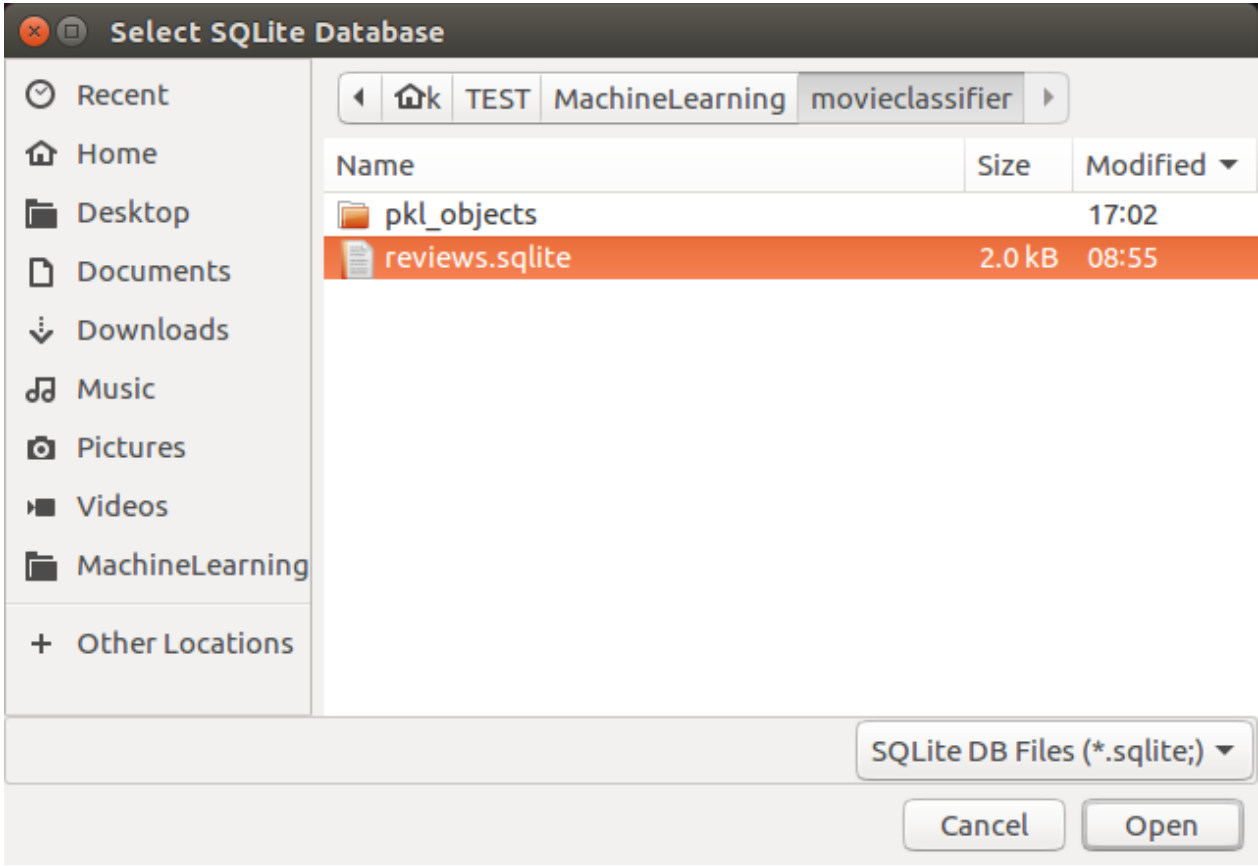 Select SQLite Database
Recent
Home
Desktop
Documents
Downloads
Music
Pictures
Videos
MachineLearning
Other Locations
k TEST MachineLearning movieclassifier
Name Size Modified
pkl_objects 17:02
reviews.sqlite 2.0 kB 08:55
SQLite DB Files (*.sqlite;)
Cancel Open